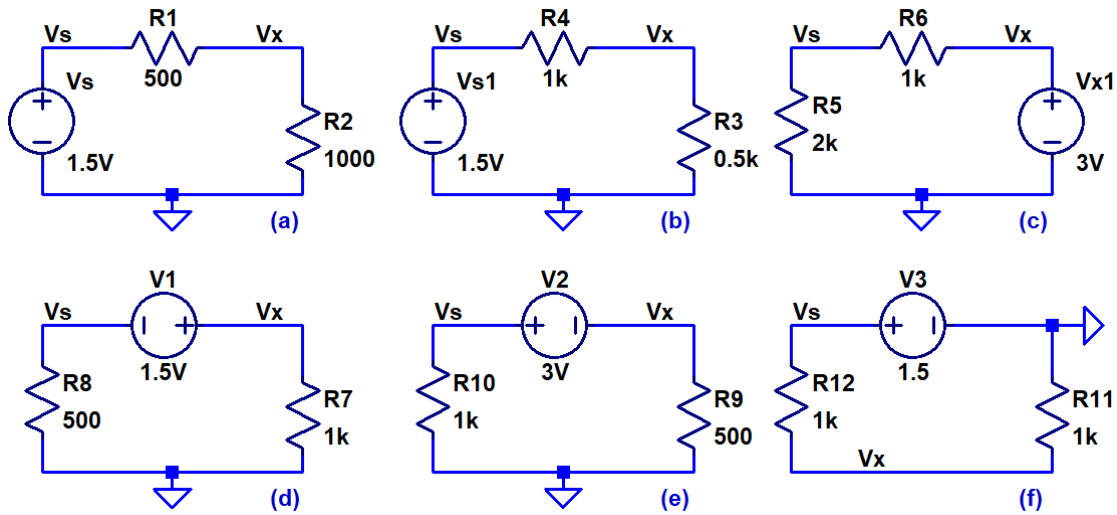 R1
Vs
Vx
500
Vs
R2
1000
1.5V
(a)
R4
Vs
Vx
1k
Vs1
R3
0.5k
1.5V
(b)
R6
Vs
Vx
1k
Vx1
R5
2k
3V
(c)
V1
Vs
Vx
1.5V
R8
500
R7
1k
(d)
V2
Vs
Vx
3V
R10
1k
R9
500
(e)
V3
Vs
1.5
R12
1k
R11
1k
Vx
(f)